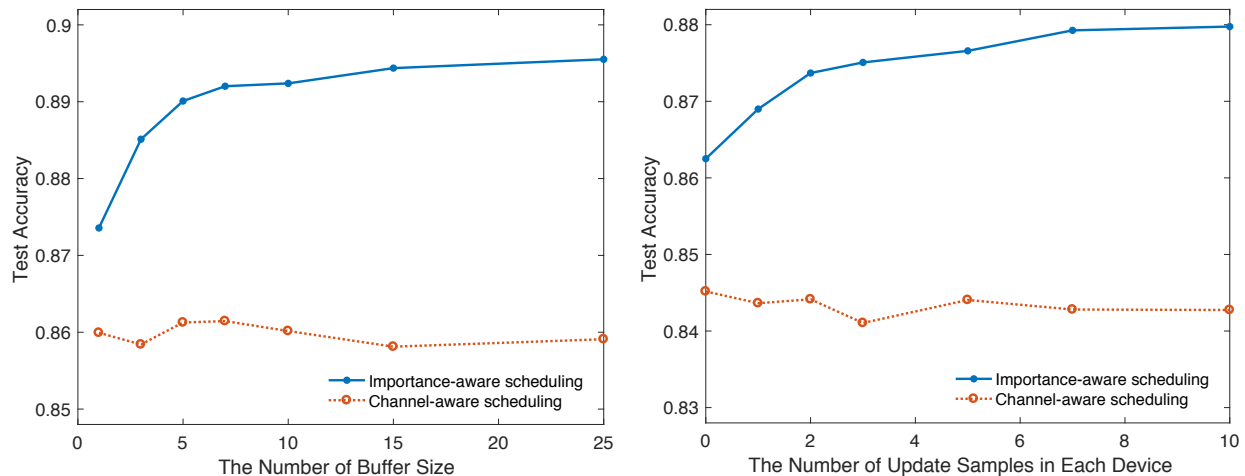 0.9
0.89
0.88
0.87
0.86
0.85
Test Accuracy
Importance-aware scheduling
Channel-aware scheduling
0 5 10 15 20 25
The Number of Buffer Size
0.88
0.87
0.86
0.85
0.84
0.83
Test Accuracy
Importance-aware scheduling
Channel-aware scheduling
0 2 4 6 8 10
The Number of Update Samples in Each Device